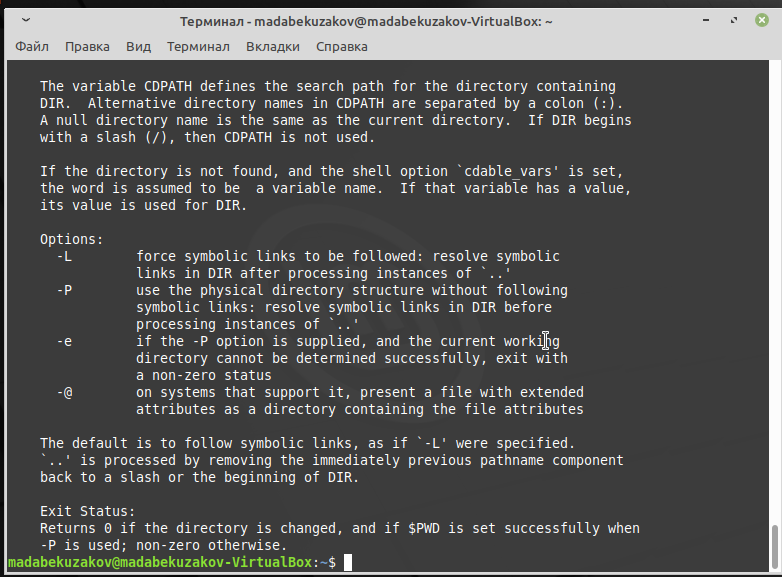 Терминал - madabekuzakov@madabekuzakov-VirtualBox: ~
Файл Правка Вид Терминал Вкладки Справка
The variable CDPATH defines the search path for the directory containing
DIR.  Alternative directory names in CDPATH are separated by a colon (:).
A null directory name is the same as the current directory.  If DIR begins
with a slash (/), then CDPATH is not used.
If the directory is not found, and the shell option `cdable_vars' is set,
the word is assumed to be  a variable name.  If that variable has a value,
its value is used for DIR.
Options:
-L        force symbolic links to be followed: resolve symbolic
links in DIR after processing instances of `..'
-P        use the physical directory structure without following
symbolic links: resolve symbolic links in DIR before
processing instances of `..'
-e        if the -P option is supplied, and the current working
directory cannot be determined successfully, exit with
a non-zero status
-@        on systems that support it, present a file with extended
attributes as a directory containing the file attributes
The default is to follow symbolic links, as if `-L' were specified.
`..' is processed by removing the immediately previous pathname component
back to a slash or the beginning of DIR.
Exit Status:
Returns 0 if the directory is changed, and if $PWD is set successfully when
-P is used; non-zero otherwise.
madabekuzakov@madabekuzakov-VirtualBox:~$